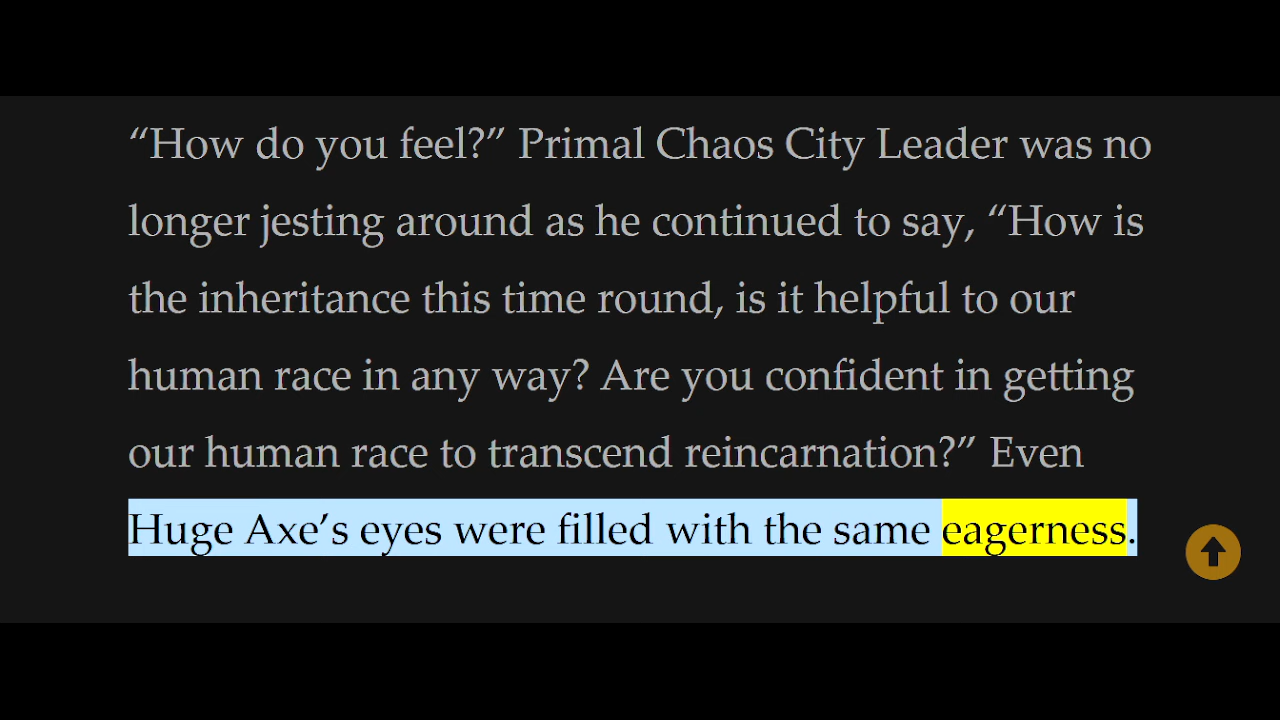 “How do you feel?” Primal Chaos City Leader was no
longer jesting around as he continued to say, “How is
the inheritance this time round, is it helpful to our
human race in any way? Are you confident in getting
our human race to transcend reincarnation?” Even
Huge Axe’s eyes were filled with the same eagerness.